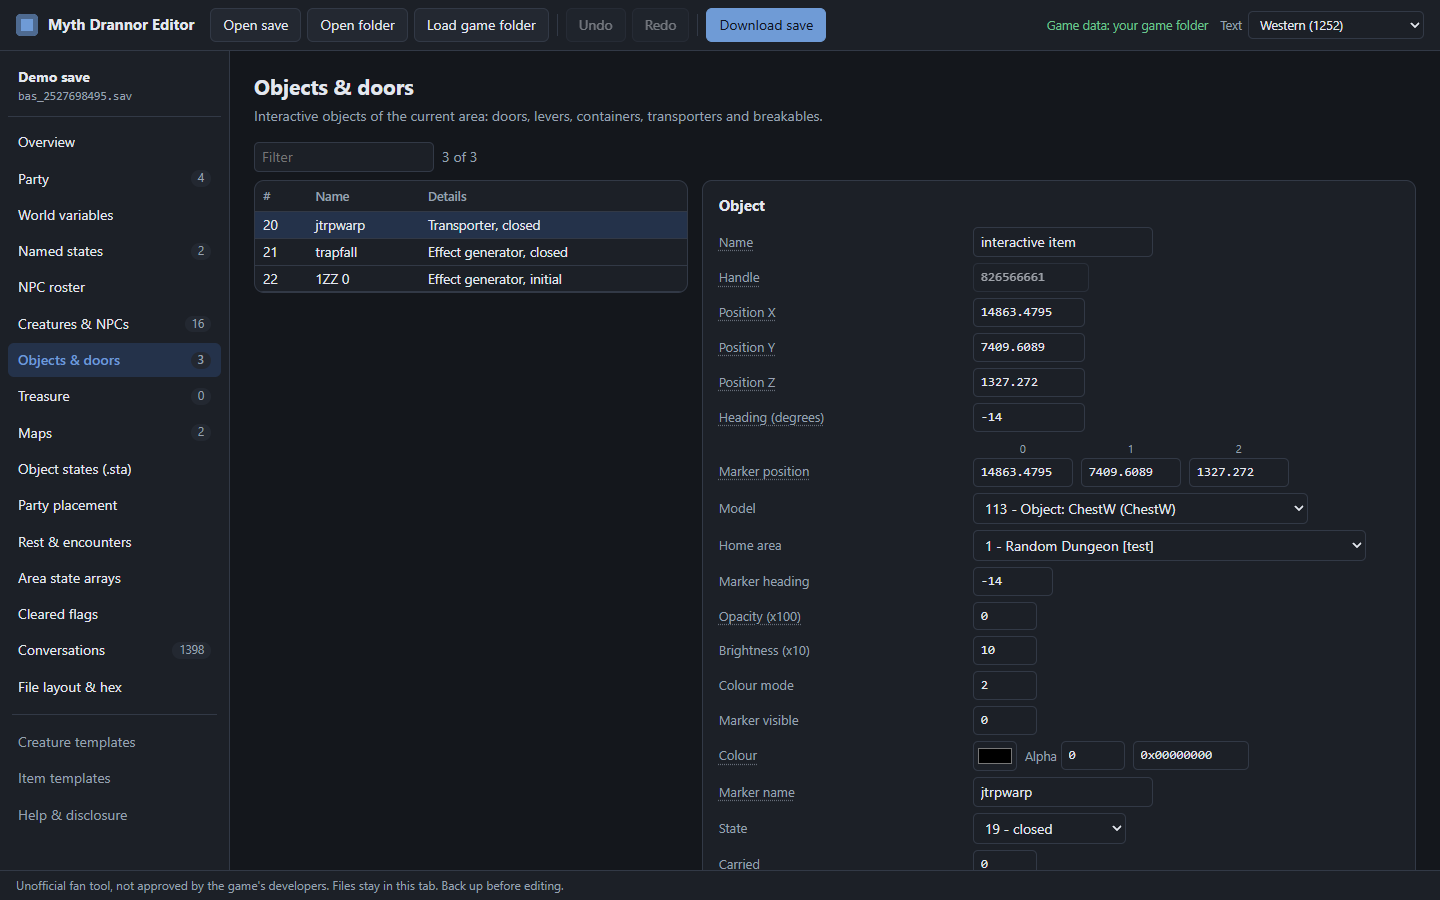 Myth Drannor Editor
Open save
Open folder
Load game folder
Undo
Redo
Download save
Game data: your game folder
Text
Western (1252)
Demo save
bas_2527698495.sav
Overview
Party 4
World variables
Named states 2
NPC roster
Creatures & NPCs 16
Objects & doors 3
Treasure 0
Maps 2
Object states (.sta)
Party placement
Rest & encounters
Area state arrays
Cleared flags
Conversations 1398
File layout & hex
Creature templates
Item templates
Help & disclosure
Objects & doors
Interactive objects of the current area: doors, levers, containers, transporters and breakables.
Filter
3 of 3
# Name Details
20 jtrpwarp Transporter, closed
21 trapfall Effect generator, closed
22 1ZZ 0 Effect generator, initial
Object
Name interactive item
Handle 826566661
Position X 14863.4795
Position Y 7409.6089
Position Z 1327.272
Heading (degrees) -14
0 1 2
Marker position 14863.4795 7409.6089 1327.272
Model 113 - Object: ChestW (ChestW)
Home area 1 - Random Dungeon [test]
Marker heading -14
Opacity (x100) 0
Brightness (x10) 10
Colour mode 2
Marker visible 0
Colour Alpha 0 0x00000000
Marker name jtrpwarp
State 19 - closed
Carried 0
Unofficial fan tool, not approved by the game's developers. Files stay in this tab. Back up before editing.